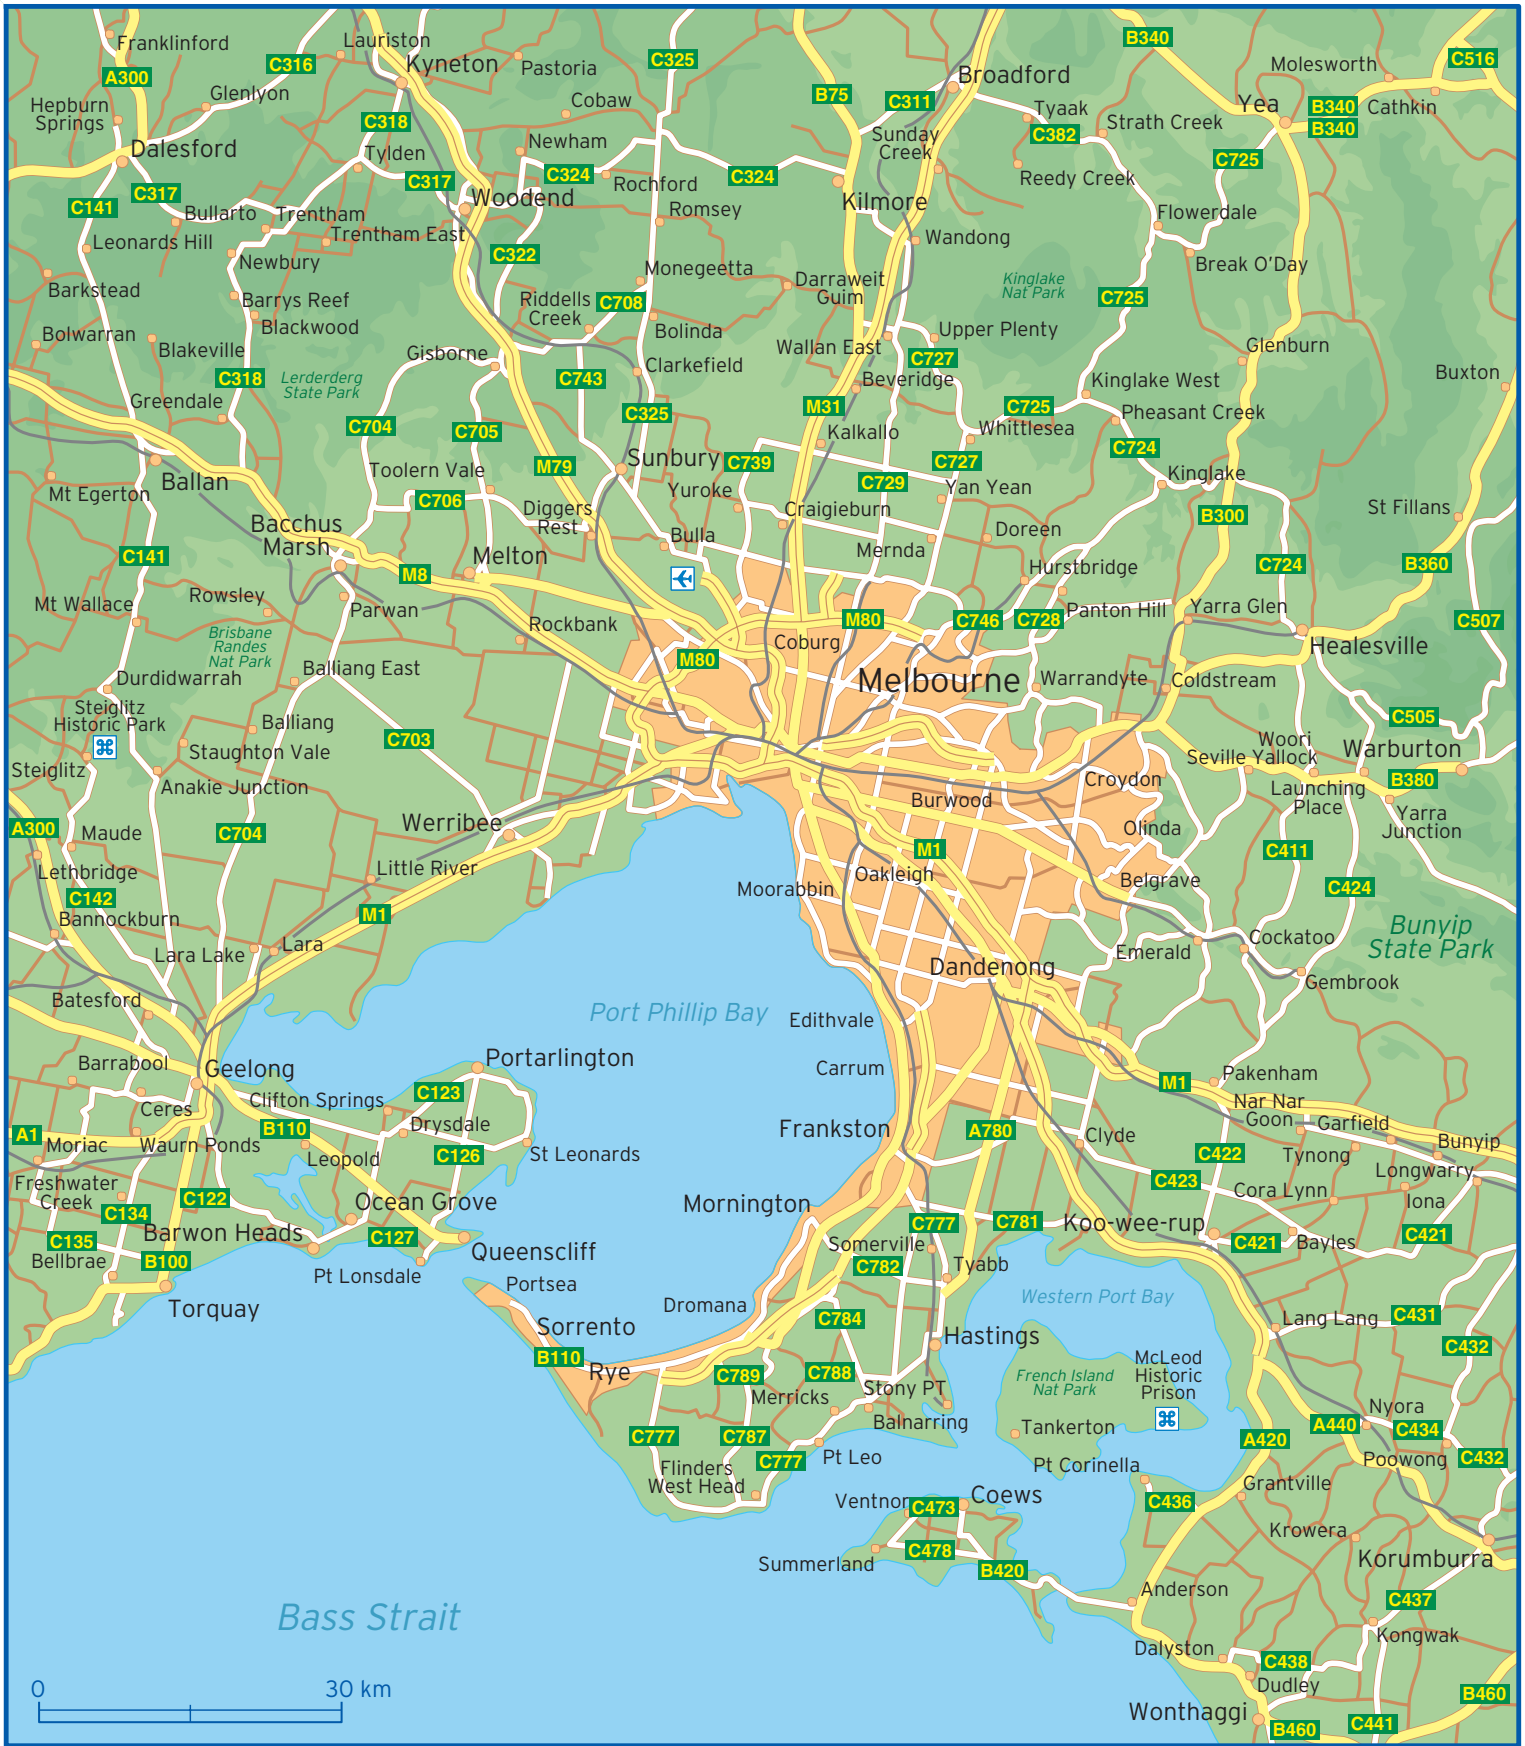 Franklinford
A300
C316
Lauriston
Kyneton
Pastoria
C325
B75
C311
Broadford
B340
Molesworth
C516
Hepburn
Springs
Glenlyon
C318
Cobaw
Sunday
Creek
Tyaak
C382
Strath Creek
Yea
B340
B340
Cathkin
Dalesford
Tylden
Newham
C317
C317
C324
Rochford
C324
C725
Reedy Creek
C141
Bullarto
Trentham
Woodend
Romsey
Kilmore
Flowerdale
Leonards Hill
Trentham East
C322
Wandong
Newbury
Monegeetta
Break O'Day
Barkstead
Barrys Reef
Riddells
Creek
C708
Darraweit
Guim
Kinglake
Nat Park
C725
Blackwood
Bolinda
Bolwarran
Blakeville
Gisborne
Wallan East
Upper Plenty
Glenburn
C727
Clarkefield
C318
Lerderderg
State Park
C743
Beveridge
Kinglake West
Buxton
Greendale
C704
C705
C325
M31
C725
Pheasant Creek
Kalkallo
Whittlesea
C724
Ballan
Toolern Vale
M79
Sunbury
C739
C727
Kinglake
Mt Egerton
C706
Yuroke
C729
Yan Yean
Bacchus
Marsh
Diggers
Rest
Craigieburn
B300
St Fillans
Bulla
Mernda
Doreen
C141
M8
Melton
Hurstbridge
C724
B360
Mt Wallace
Rowsley
Parwan
Rockbank
M80
C746
C728
Panton Hill
Yarra Glen
C507
Brisbane
Randes
Nat Park
Coburg
Healesville
M80
Balliang East
Melbourne
Durdidwarrah
Warrandyte
Coldstream
Steiglitz
Historic Park
Balliang
C703
C505
Staughton Vale
Woori
Yallock
Warburton
Steiglitz
Seville
B380
Anakie Junction
Croydon
Launching
Place
Burwood
Yarra
Junction
A300
Maude
C704
Werribee
Olinda
M1
C411
Lethbridge
Little River
Oakleigh
Belgrave
C424
C142
Moorabbin
Bannockburn
M1
Bunyip
State Park
Lara
Lara Lake
Emerald
Cockatoo
Dandenong
Gembrook
Batesford
Port Phillip Bay
Edithvale
Barrabool
Geelong
Portarlington
Carrum
Pakenham
M1
Clifton Springs
C123
Nar Nar
Goon
Ceres
Garfield
A1
Moriac
Waurn Ponds
B110
Drysdale
Frankston
A780
Clyde
Bunyip
Leopold
C126
St Leonards
C422
Tynong
Longwarry
Freshwater
Creek
C122
C423
Cora Lynn
Iona
C134
Ocean Grove
Mornington
C777
C781
Koo-wee-rup
C135
Barwon Heads
C127
Somerville
C421
Bayles
C421
Bellbrae
B100
Queenscliff
Pt Lonsdale
C782
Tyabb
Portsea
Western Port Bay
Torquay
Dromana
C784
Lang Lang
C431
Sorrento
Hastings
C432
B110
Rye
C789
C788
Stony PT
French Island
Nat Park
McLeod
Historic
Prison
Merricks
Balnarring
Nyora
Tankerton
C777
C787
A420
A440
C434
C777
Pt Leo
Poowong
C432
Flinders
West Head
Pt Corinella
Grantville
Ventnor
C473
Coews
C436
Krowera
C478
Korumburra
Summerland
B420
Anderson
C437
Bass Strait
Kongwak
Dalyston
C438
Dudley
0
30 km
Wonthaggi
B460
B460
C441